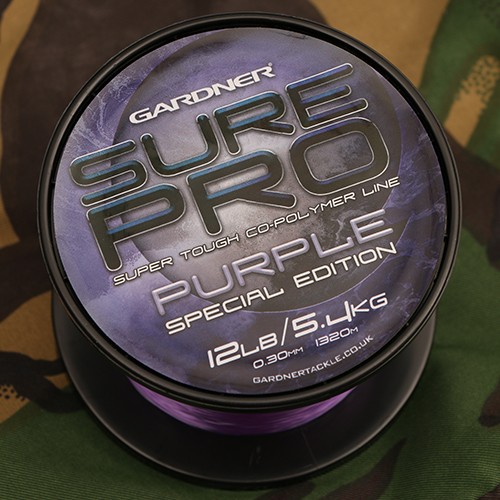 GARDNER
SURE
PRO
SUPER TOUGH CO-POLYMER LINE
PURPLE
SPECIAL EDITION
12LB/5.4KG
0.30MM 1320M
GARDNERTACKLE.CO.UK